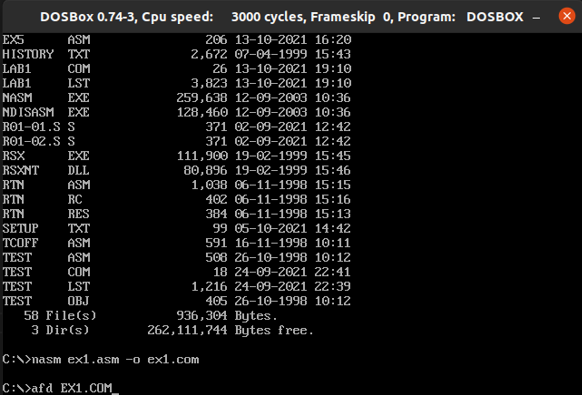 DOSBox 0.74-3, Cpu speed: 3000 cycles, Frameskip 0, Program: DOSBOX
EX5 ASM 206 13-10-2021 16:20
HISTORY TXT 2,672 07-04-1999 15:43
LAB1 COM 26 13-10-2021 19:10
LAB1 LST 3,823 13-10-2021 19:10
NASM EXE 259,638 12-09-2003 10:36
NDISASM EXE 128,460 12-09-2003 10:36
R01-01.S S 371 02-09-2021 12:42
R01-02.S S 371 02-09-2021 12:42
RSX EXE 111,900 19-02-1999 15:45
RSXNT DLL 80,896 19-02-1999 15:46
RTN ASM 1,038 06-11-1998 15:15
RTN RC 402 06-11-1998 15:16
RTN RES 384 06-11-1998 15:13
SETUP TXT 99 05-10-2021 14:42
TCOFF ASM 591 16-11-1998 10:11
TEST ASM 508 26-10-1998 10:12
TEST COM 18 24-09-2021 22:41
TEST LST 1,216 24-09-2021 22:39
TEST OBJ 405 26-10-1998 10:12
58 File(s) 936,304 Bytes.
3 Dir(s) 262,111,744 Bytes free.
C:\>nasm ex1.asm -o ex1.com
C:\>afd EX1.COM_